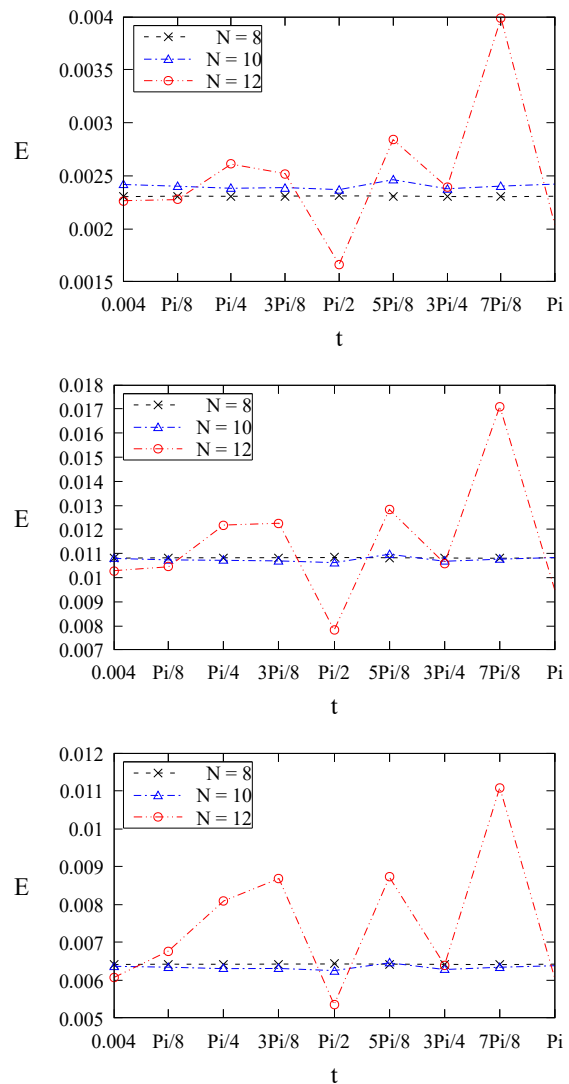 0.004
N = 8
N = 10
N = 12
0.0035
0.003
E
0.0025
0.002
0.0015
0.004 Pi/8 Pi/4 3Pi/8 Pi/2 5Pi/8 3Pi/4 7Pi/8 Pi
t
0.018
N = 8
0.017
N = 10
0.016
N = 12
0.015
0.014
0.013
E
0.012
0.011
0.01
0.009
0.008
0.007
0.004 Pi/8 Pi/4 3Pi/8 Pi/2 5Pi/8 3Pi/4 7Pi/8 Pi
t
0.012
N = 8
N = 10
0.011
N = 12
0.01
0.009
E
0.008
0.007
0.006
0.005
0.004 Pi/8 Pi/4 3Pi/8 Pi/2 5Pi/8 3Pi/4 7Pi/8 Pi
t